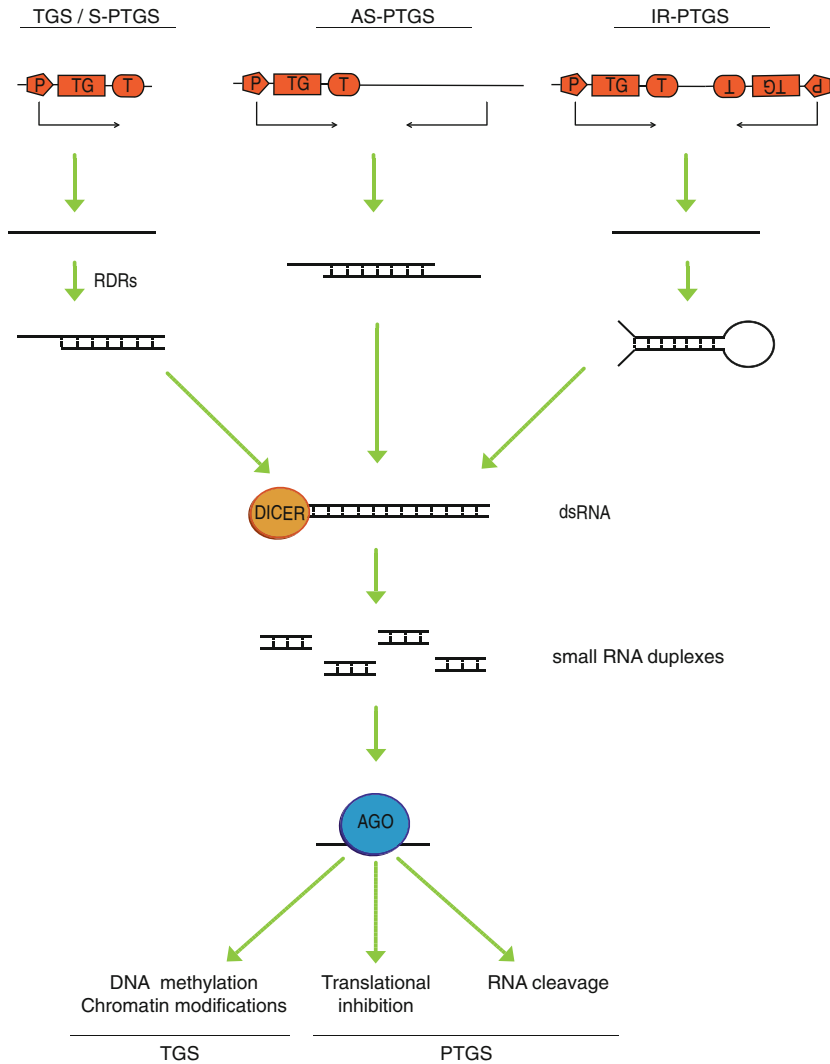 TGS / S-PTGS
AS-PTGS
IR-PTGS
P TG T
P TG T
P TG T T TG P
RDRs
DICER
dsRNA
small RNA duplexes
AGO
DNA methylation
Chromatin modifications
Translational
inhibition
RNA cleavage
TGS
PTGS